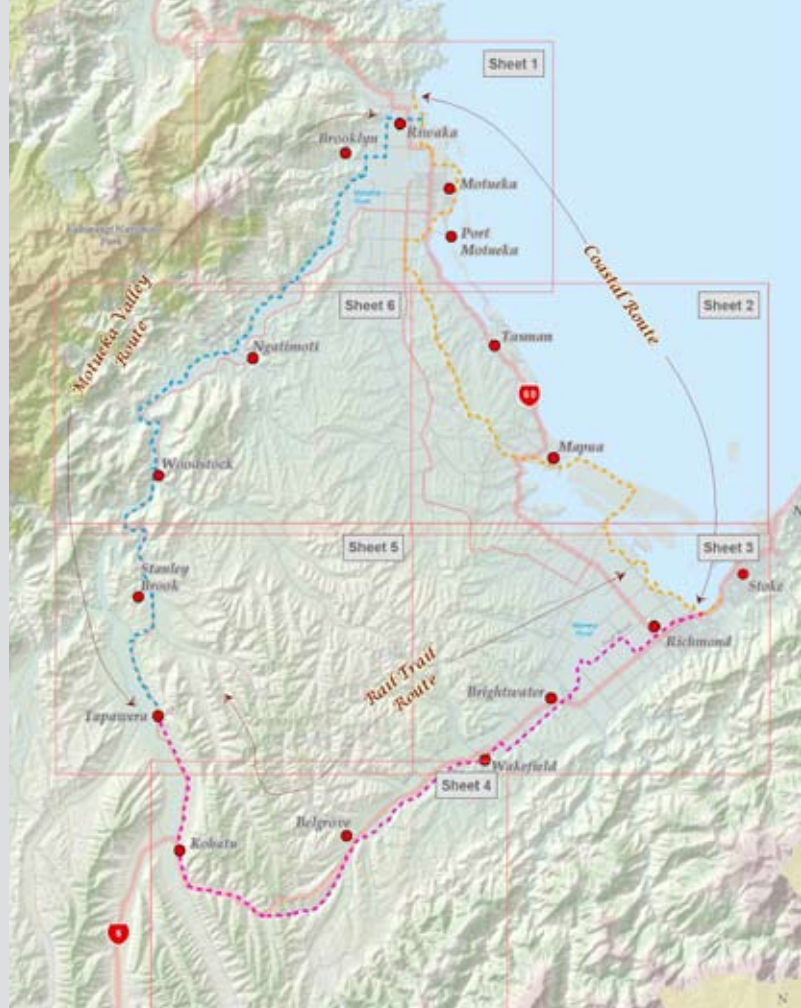 Sheet 1
Brooklyn
Riwaka
Motueka
Port
Motueka
Kahurangi National
Park
Coastal Route
Motueka Valley
Route
Sheet 6
Sheet 2
Ngatimoti
Tasman
60
Mapua
Woodstock
Sheet 5
Sheet 3
Stanley
Brook
Stoke
Richmond
Rail Trail
Route
Brightwater
Tapawera
Wakefield
Sheet 4
Belgrove
Kohatu
6
N